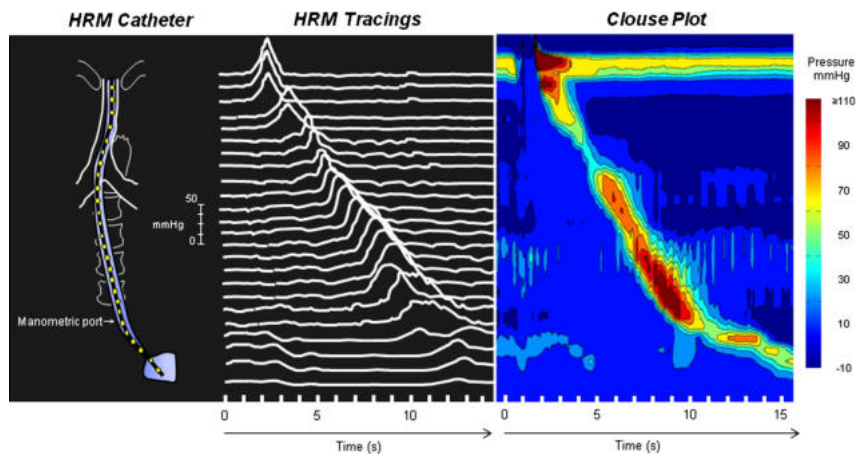 HRM Catheter
HRM Tracings
Clouse Plot
Manometric port
50
mmHg
0
0 5 10
Time (s)
0 5 10 15
Time (s)
Pressure
mmHg
≥110
90
70
50
30
10
-10